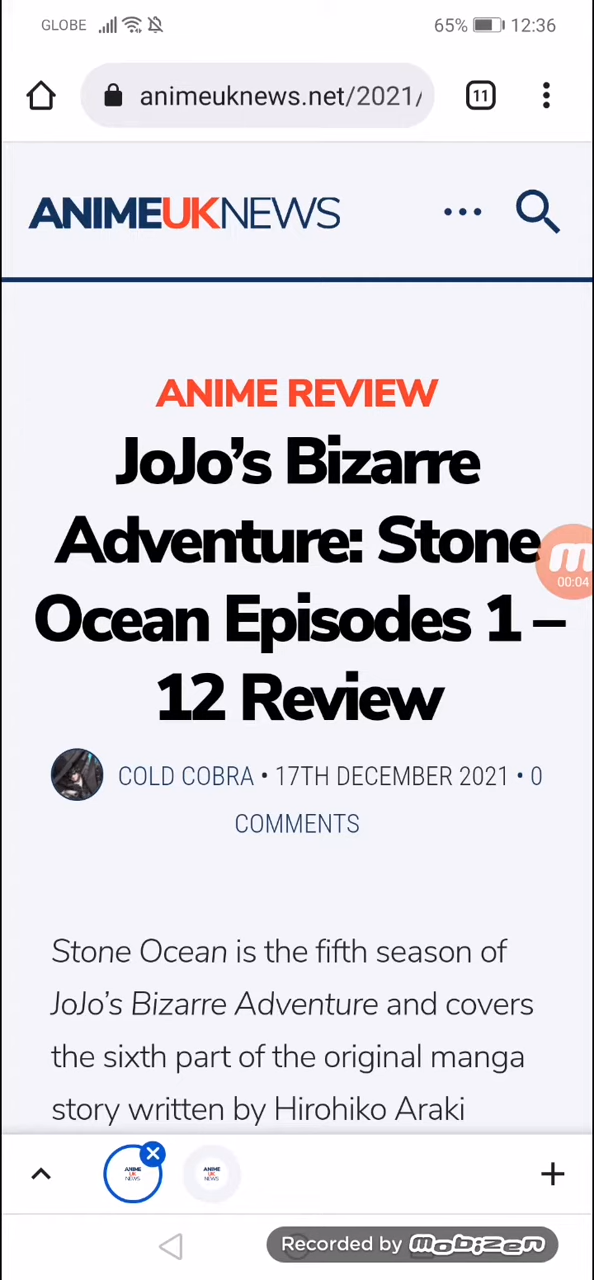 GLOBE 65% 12:36
animeuknews.net/2021/ 11
ANIMEUKNEWS
ANIME REVIEW
JoJo's Bizarre
Adventure: Stone
Ocean Episodes 1 –
12 Review
00:04
COLD COBRA • 17TH DECEMBER 2021 • 0
COMMENTS
Stone Ocean is the fifth season of
JoJo's Bizarre Adventure and covers
the sixth part of the original manga
story written by Hirohiko Araki
ANIME
UK
NEWS
ANIME
UK
NEWS
Recorded by mobizen